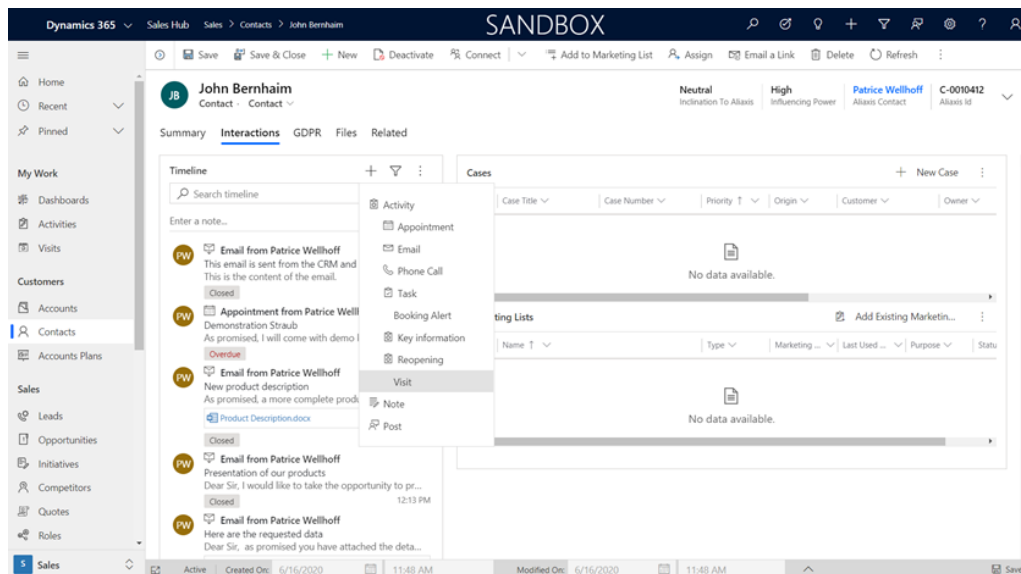 Dynamics 365 Sales Hub Sales > Contacts > John Bernhaim SANDBOX
Save Save & Close New Deactivate Connect Add to Marketing List Assign Email a Link Delete Refresh
Home
Recent
Pinned
My Work
Dashboards
Activities
Visits
Customers
Accounts
Contacts
Accounts Plans
Sales
Leads
Opportunities
Initiatives
Competitors
Quotes
Roles
S Sales
JB
John Bernhaim
Contact · Contact
Neutral
Inclination To Aliaxis
High
Influencing Power
Patrice Wellhoff
Aliaxis Contact
C-0010412
Aliaxis Id
Summary Interactions GDPR Files Related
Timeline
Search timeline
Enter a note...
PW
Email from Patrice Wellhoff
This email is sent from the CRM and
This is the content of the email.
Closed
PW
Appointment from Patrice Well
Demonstration Straub
As promised, I will come with demo
Overdue
PW
Email from Patrice Wellhoff
New product description
As promised, a more complete produ
Product Description.docx
Closed
PW
Email from Patrice Wellhoff
Presentation of our products
Dear Sir, I would like to take the opportunity to pr...
Closed 12:13 PM
PW
Email from Patrice Wellhoff
Here are the requested data
Dear Sir, as promised you have attached the deta...
Activity
Appointment
Email
Phone Call
Task
Booking Alert
Key information
Reopening
Visit
Note
Post
Cases
New Case
Case Title Case Number Priority Origin Customer Owner
No data available.
ting Lists
Add Existing Marketin...
Name Type Marketing ... Last Used ... Purpose Statu
No data available.
Active Created On: 6/16/2020 11:48 AM Modified On: 6/16/2020 11:48 AM Save